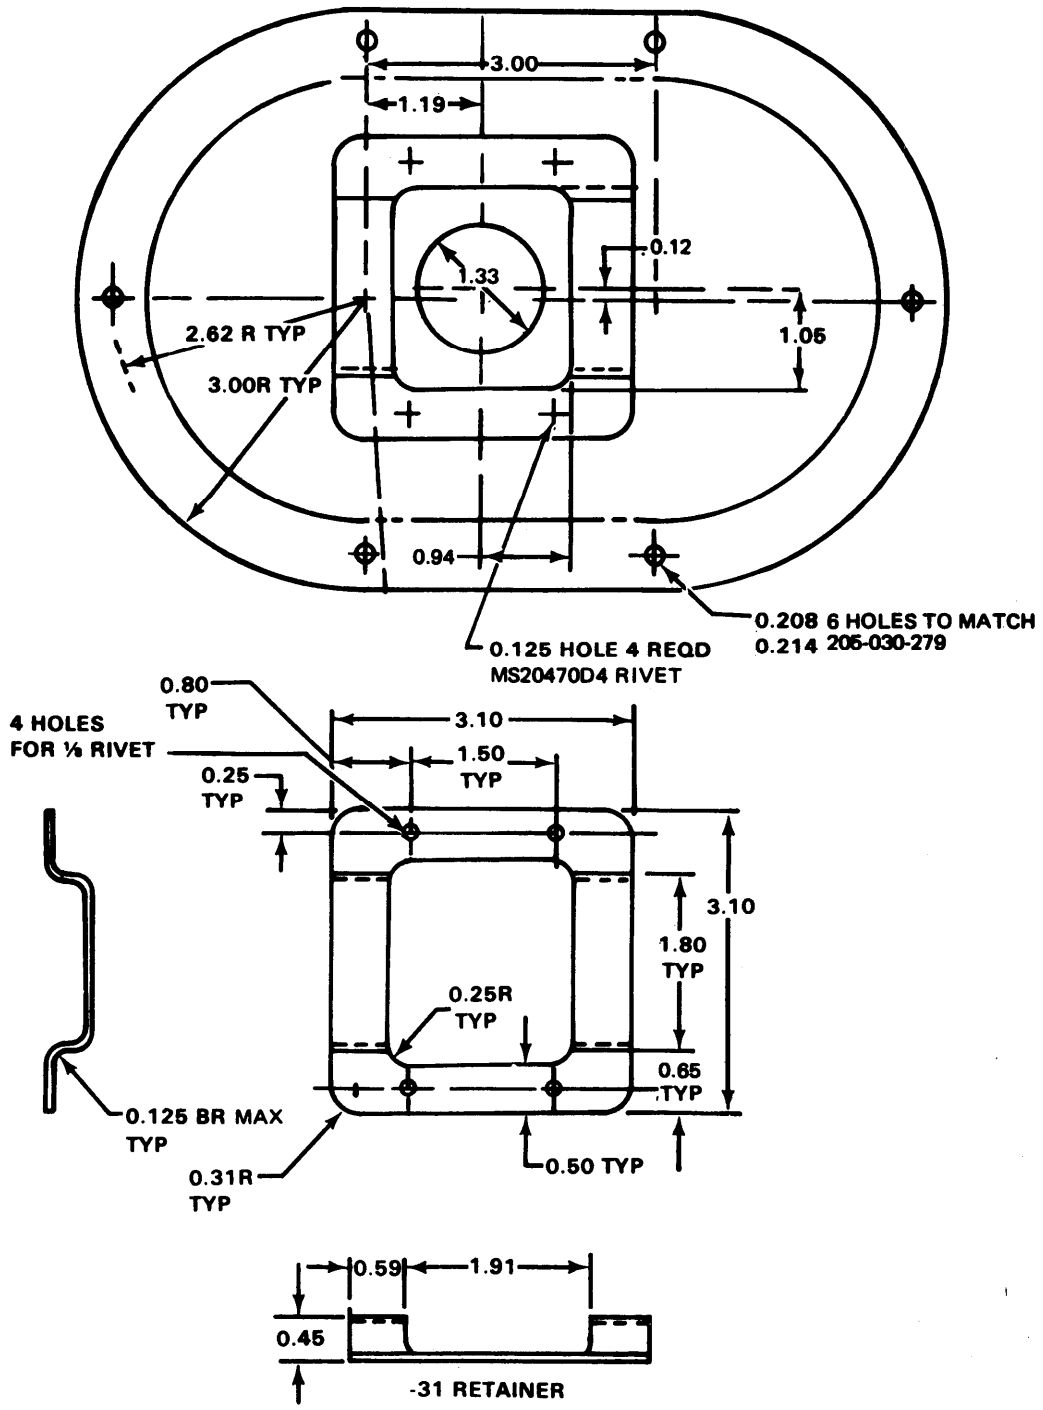 3.00
1.19
0.12
1.33
1.05
2.62 R TYP
3.00R TYP
0.94
0.208 6 HOLES TO MATCH
0.214 205-030-279
0.125 HOLE 4 REQD
MS20470D4 RIVET
0.80
TYP
3.10
4 HOLES
FOR ⅛ RIVET
1.50
TYP
0.25
TYP
3.10
1.80
TYP
0.25R
TYP
0.65
TYP
0.125 BR MAX
TYP
0.50 TYP
0.31R
TYP
0.59
1.91
0.45
-31 RETAINER